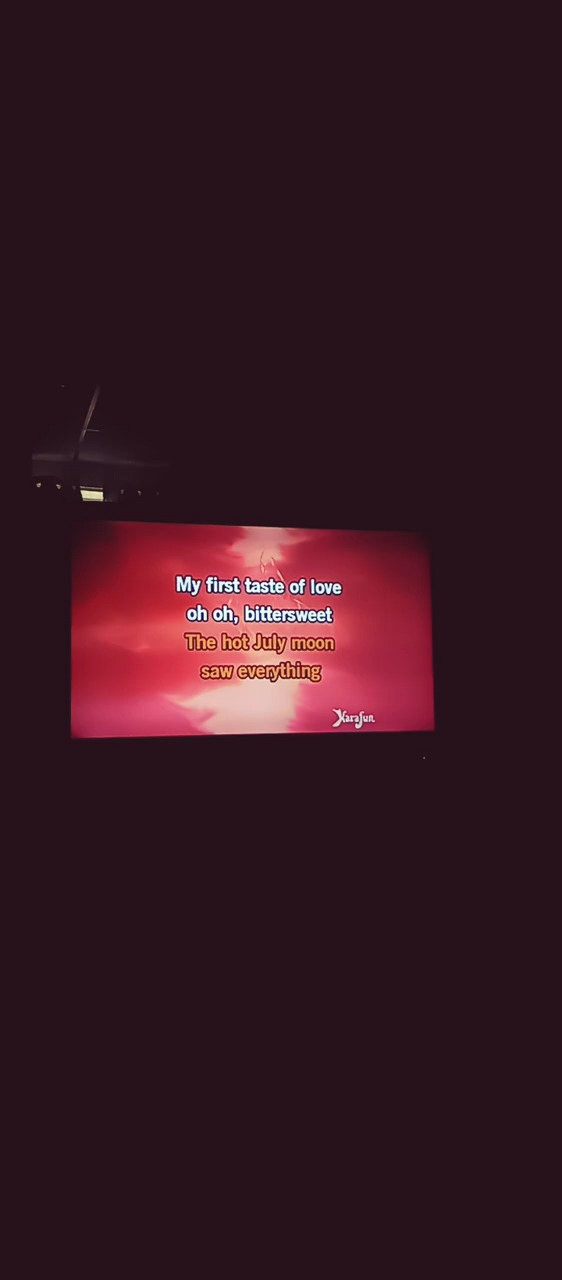 My first taste of love
oh oh, bittersweet
The hot July moon
saw everything
KaraFun